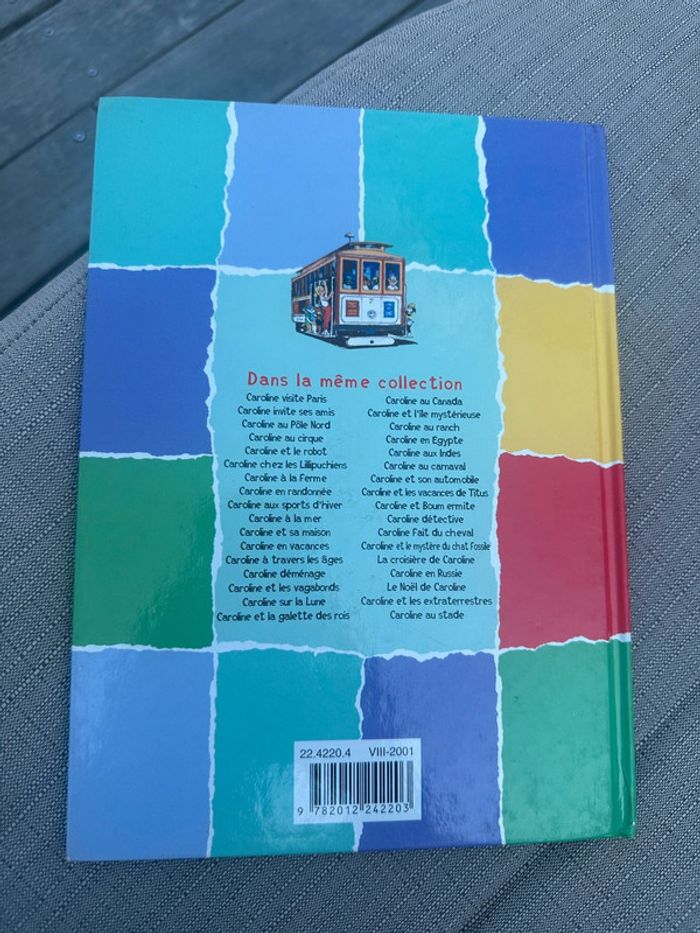 7
Dans la même collection
Caroline visite Paris
Caroline invite ses amis
Caroline au Pôle Nord
Caroline au cirque
Caroline et le robot
Caroline chez les Lillipuchiens
Caroline à la Ferme
Caroline en randonnée
Caroline aux sports d'hiver
Caroline à la mer
Caroline et sa maison
Caroline en vacances
Caroline à travers les âges
Caroline déménage
Caroline et les vagabonds
Caroline sur la Lune
Caroline et la galette des rois
Caroline au Canada
Caroline et l'île mystérieuse
Caroline au ranch
Caroline en Egypte
Caroline aux Indes
Caroline au carnaval
Caroline et son automobile
Caroline et les vacances de Titus
Caroline et Boum ermite
Caroline détective
Caroline fait du cheval
Caroline et le mystère du chat fossile
La croisière de Caroline
Caroline en Russie
Le Noël de Caroline
Caroline et les extraterrestres
Caroline au stade
22.4220.4 VIII-2001
9 782012 242203